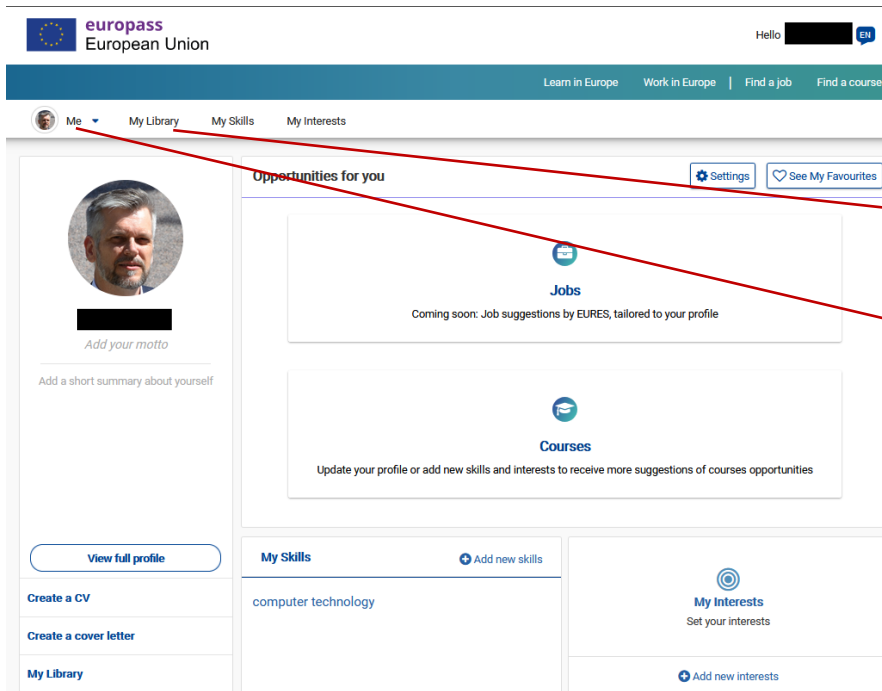 europass
European Union
Hello
EN
Learn in Europe Work in Europe | Find a job Find a course
Me My Library My Skills My Interests
Opportunities for you
Settings
See My Favourites
Jobs
Coming soon: Job suggestions by EURES, tailored to your profile
Add your motto
Add a short summary about yourself
Courses
Update your profile or add new skills and interests to receive more suggestions of courses opportunities
View full profile
Create a CV
Create a cover letter
My Library
My Skills
Add new skills
computer technology
My Interests
Set your interests
Add new interests